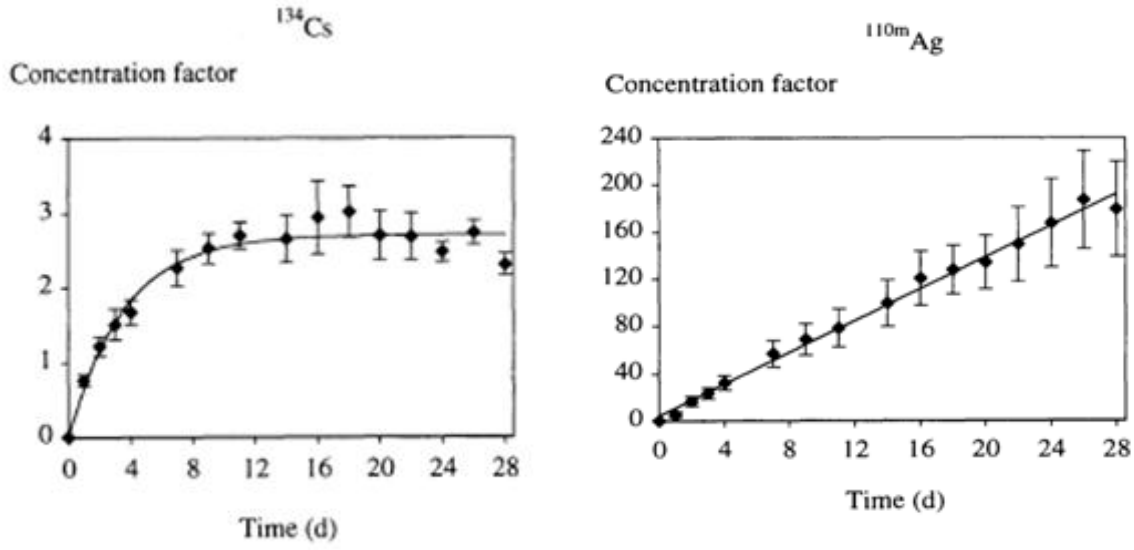 ¹³⁴Cs
Concentration factor
4
3
2
1
0
0 4 8 12 16 20 24 28
Time (d)
¹¹⁰ᵐAg
Concentration factor
240
200
160
120
80
40
0
0 4 8 12 16 20 24 28
Time (d)